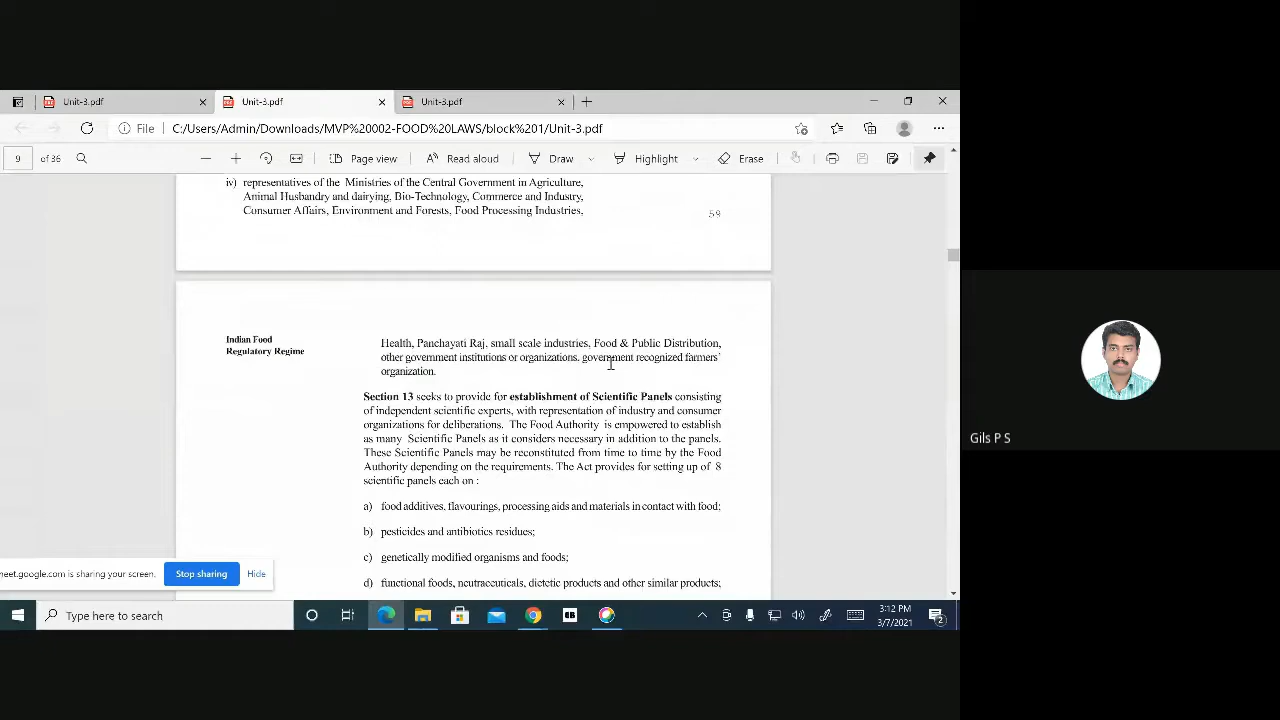 Unit-3.pdf
Unit-3.pdf
Unit-3.pdf
File
C:/Users/Admin/Downloads/MVP%20002-FOOD%20LAWS/block%201/Unit-3.pdf
9 of 36
Page view
Read aloud
Draw
Highlight
Erase
iv) representatives of the Ministries of the Central Government in Agriculture,
Animal Husbandry and dairying, Bio-Technology, Commerce and Industry,
Consumer Affairs, Environment and Forests, Food Processing Industries,
59
Indian Food
Regulatory Regime
Health, Panchayati Raj, small scale industries, Food & Public Distribution,
other government institutions or organizations. government recognized farmers'
organization.
Section 13 seeks to provide for establishment of Scientific Panels consisting
of independent scientific experts, with representation of industry and consumer
organizations for deliberations. The Food Authority is empowered to establish
as many Scientific Panels as it considers necessary in addition to the panels.
These Scientific Panels may be reconstituted from time to time by the Food
Authority depending on the requirements. The Act provides for setting up of 8
scientific panels each on :
a) food additives, flavourings, processing aids and materials in contact with food;
b) pesticides and antibiotics residues;
c) genetically modified organisms and foods;
d) functional foods, neutraceuticals, dietetic products and other similar products;
meet.google.com is sharing your screen.
Stop sharing
Hide
Gils P S
Type here to search
3:12 PM
3/7/2021
2